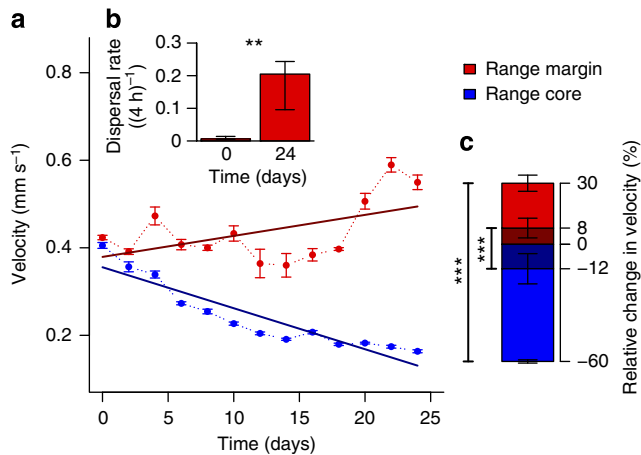 a
b
0.8
0.6
0.4
0.2
Velocity (mm s⁻¹)
0 5 10 15 20 25
Time (days)
Dispersal rate
((4 h)⁻¹)
0.3
0.2
0.1
0
**
0 24
Time (days)
Range margin
Range core
c
***
***
30
8
0
−12
−60
Relative change in velocity (%)